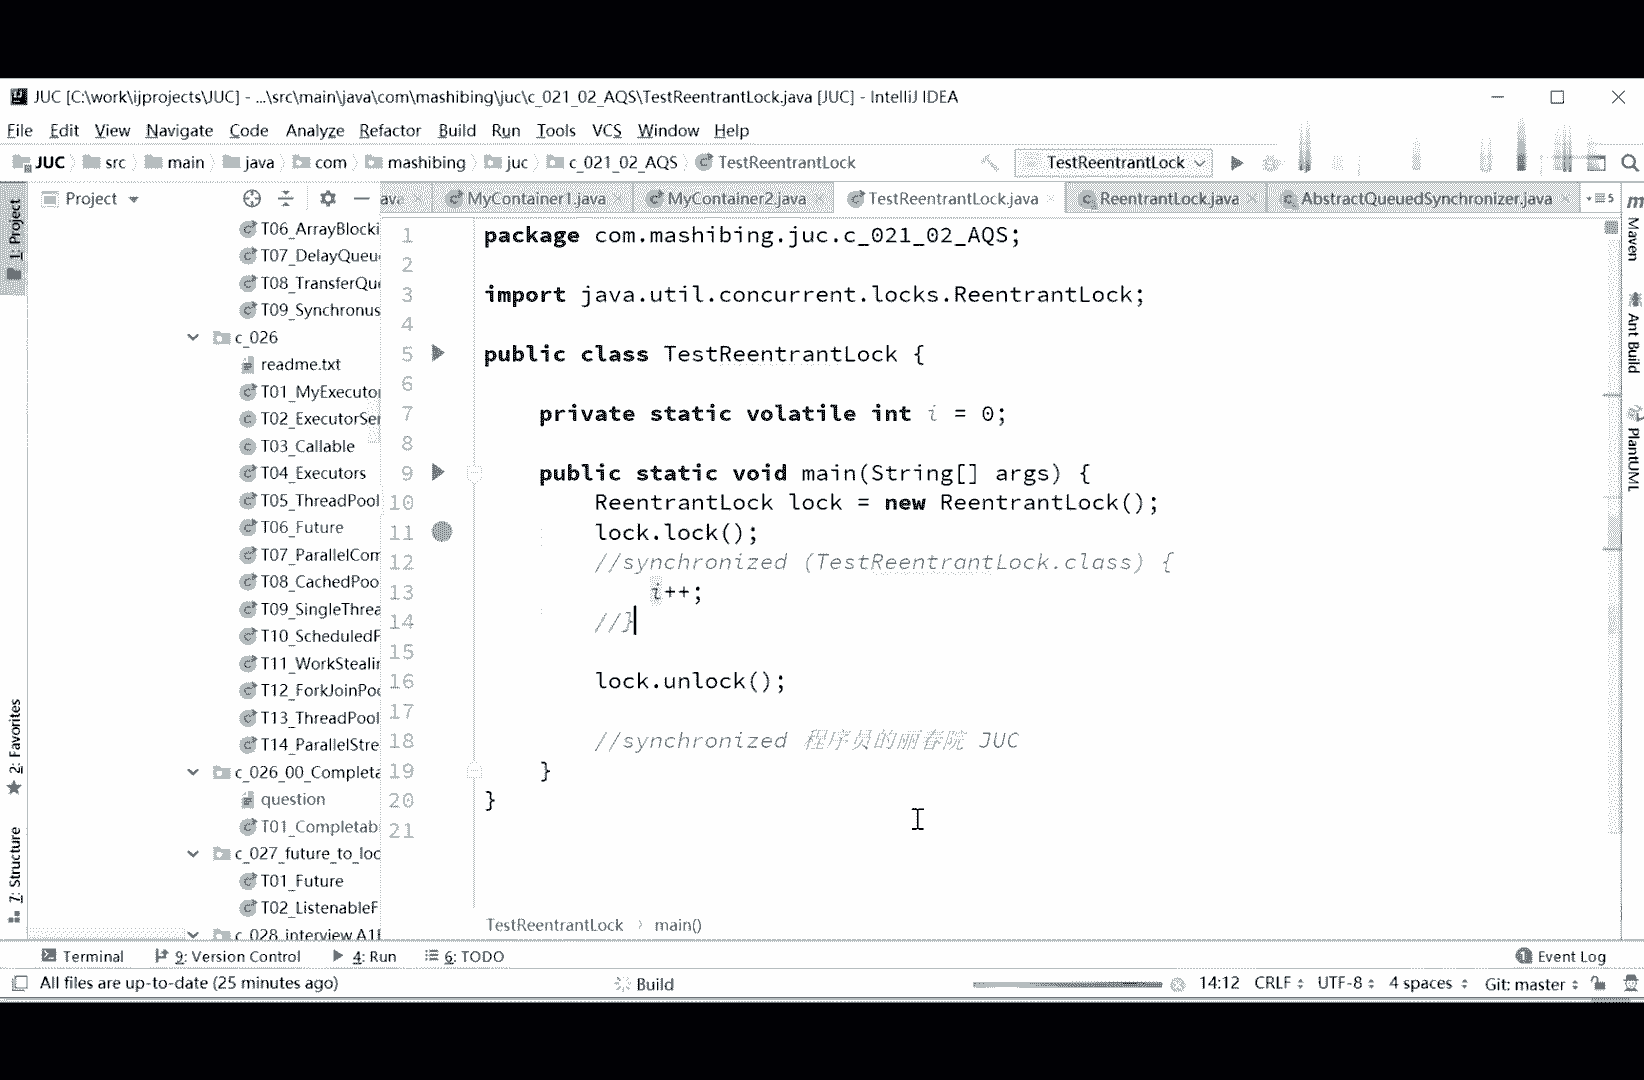 JUC [C:\work\ijprojects\JUC] - ...\src\main\java\com\mashibing\juc\c_021_02_AQS\TestReentrantLock.java [JUC] - IntelliJ IDEA
File Edit View Navigate Code Analyze Refactor Build Run Tools VCS Window Help
JUC src main java com mashibing juc c_021_02_AQS TestReentrantLock TestReentrantLock
Project ava MyContainer1.java MyContainer2.java TestReentrantLock.java ReentrantLock.java AbstractQueuedSynchronizer.java 5
1: Project
2: Favorites
7: Structure
T06_ArrayBlocki
T07_DelayQueu
T08_TransferQu
T09_Synchronus
c_026
readme.txt
T01_MyExecutor
T02_ExecutorSer
T03_Callable
T04_Executors
T05_ThreadPool
T06_Future
T07_ParallelCom
T08_CachedPoo
T09_SingleThrea
T10_ScheduledP
T11_WorkStealin
T12_ForkJoinPoo
T13_ThreadPool
T14_ParallelStre
c_026_00_Completa
question
T01_Completab
c_027_future_to_loc
T01_Future
T02_ListenableF
c_028_interview A1B
1 package com.mashibing.juc.c_021_02_AQS;
2
3 import java.util.concurrent.locks.ReentrantLock;
4
5 public class TestReentrantLock {
6
7 private static volatile int i = 0;
8
9 public static void main(String[] args) {
10 ReentrantLock lock = new ReentrantLock();
11 lock.lock();
12 //synchronized (TestReentrantLock.class) {
13 i++;
14 //}
15
16 lock.unlock();
17
18 //synchronized 程序员的丽春院 JUC
19 }
20 }
21
TestReentrantLock › main()
m Maven
Ant Build
PlantUML
Terminal 9: Version Control 4: Run 6: TODO 1 Event Log
All files are up-to-date (25 minutes ago) Build 14:12 CRLF UTF-8 4 spaces Git: master